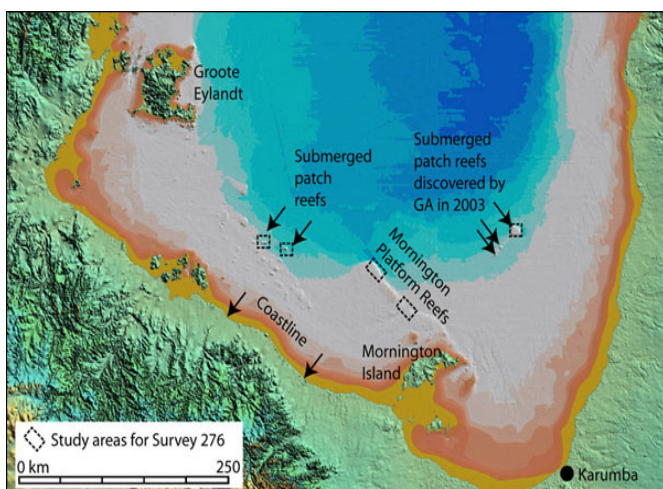 Groote
Eylandt
Submerged
patch
reefs
Submerged
patch reefs
discovered by
GA in 2003
Mornington
Platform Reefs
Coastline
Mornington
Island
Study areas for Survey 276
0 km 250
Karumba